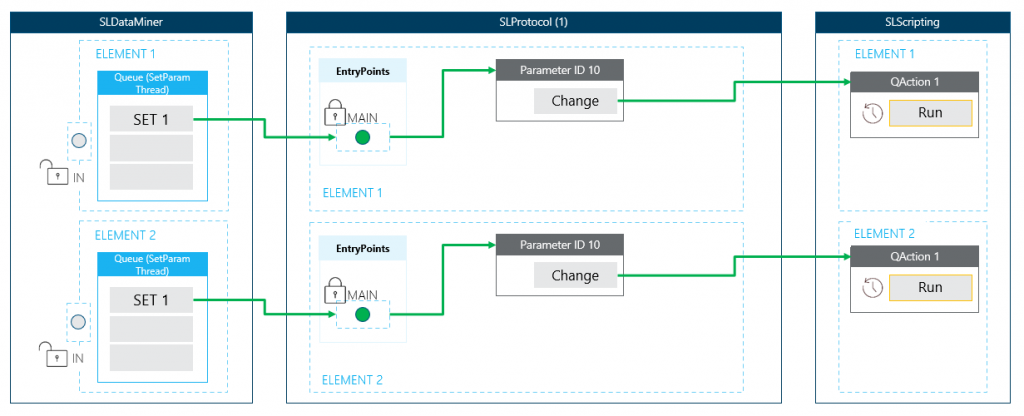 SLDataMiner
SLProtocol (1)
SLScripting
ELEMENT 1
Queue (SetParam
Thread)
SET 1
IN
EntryPoints
MAIN
Parameter ID 10
Change
ELEMENT 1
ELEMENT 1
QAction 1
Run
ELEMENT 2
Queue (SetParam
Thread)
SET 1
IN
EntryPoints
MAIN
Parameter ID 10
Change
ELEMENT 2
ELEMENT 2
QAction 1
Run